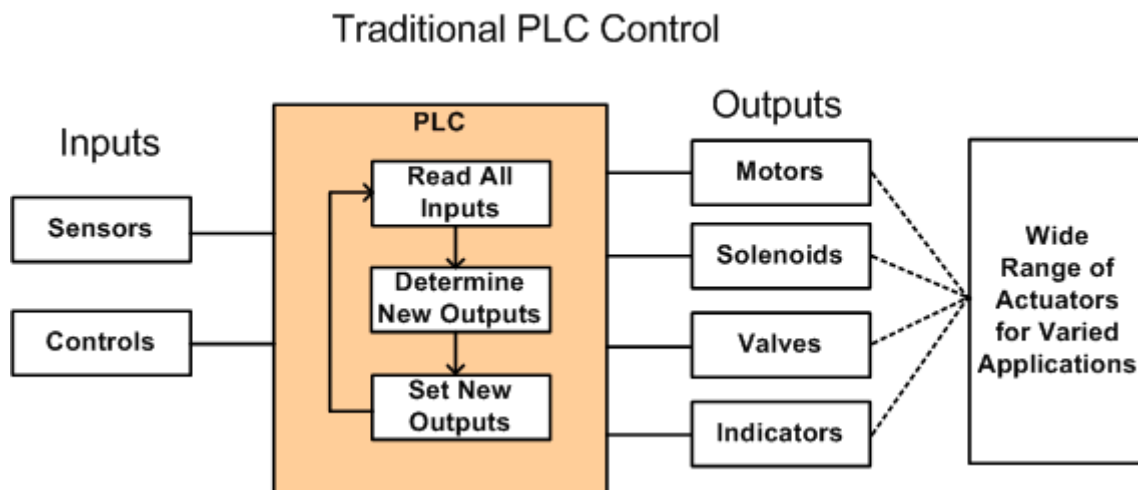 Traditional PLC Control
Inputs
Sensors
Controls
PLC
Read All
Inputs
Determine
New Outputs
Set New
Outputs
Outputs
Motors
Solenoids
Valves
Indicators
Wide
Range of
Actuators
for Varied
Applications